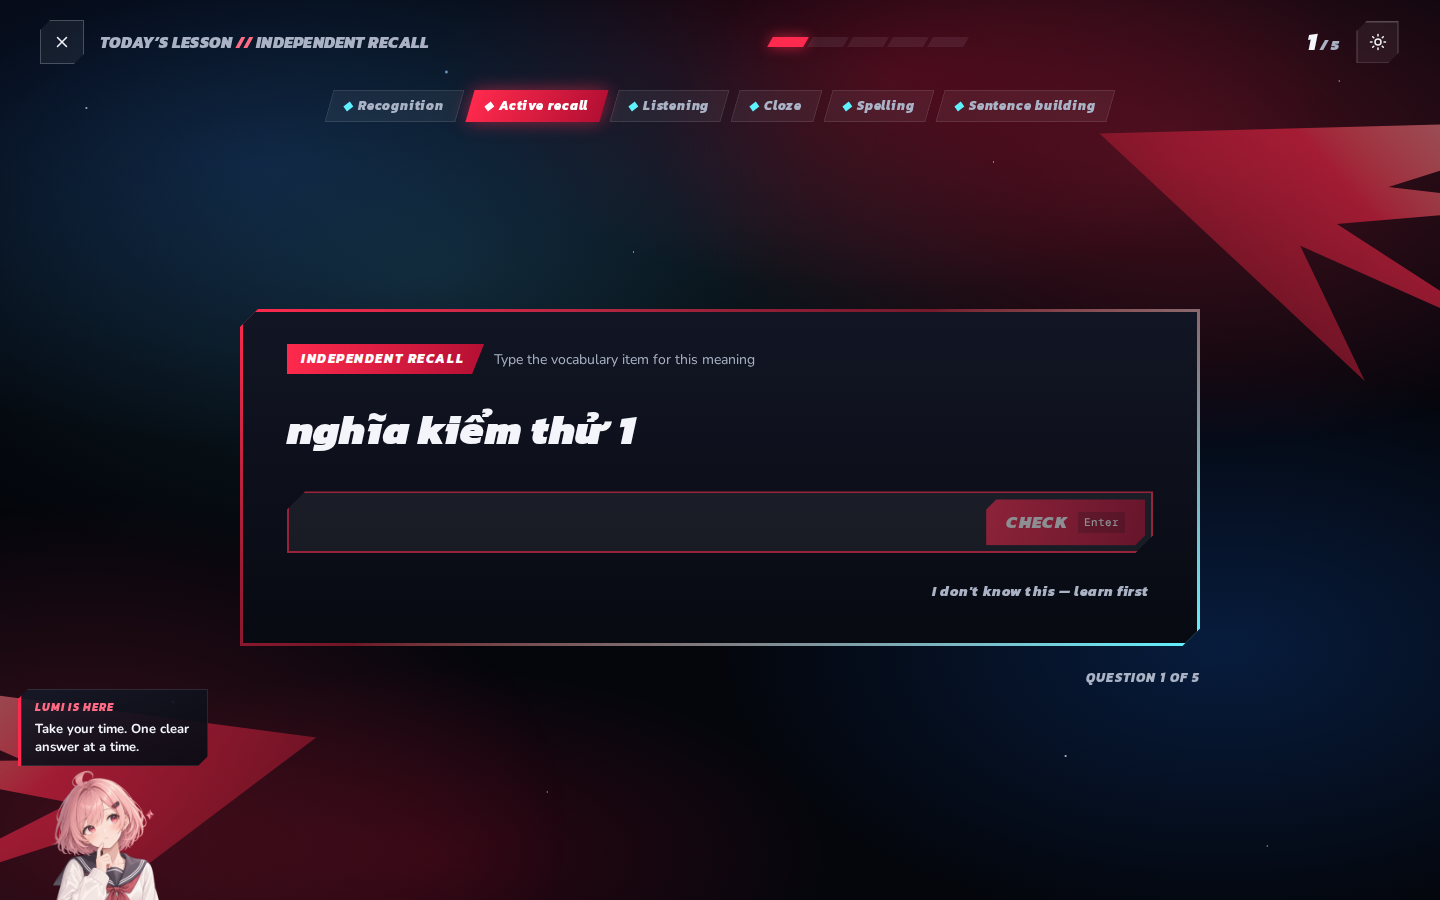 TODAY'S LESSON // INDEPENDENT RECALL
1 / 5
Recognition
Active recall
Listening
Cloze
Spelling
Sentence building
INDEPENDENT RECALL
Type the vocabulary item for this meaning
nghĩa kiểm thử 1
CHECK Enter
I don't know this — learn first
QUESTION 1 OF 5
LUMI IS HERE
Take your time. One clear
answer at a time.